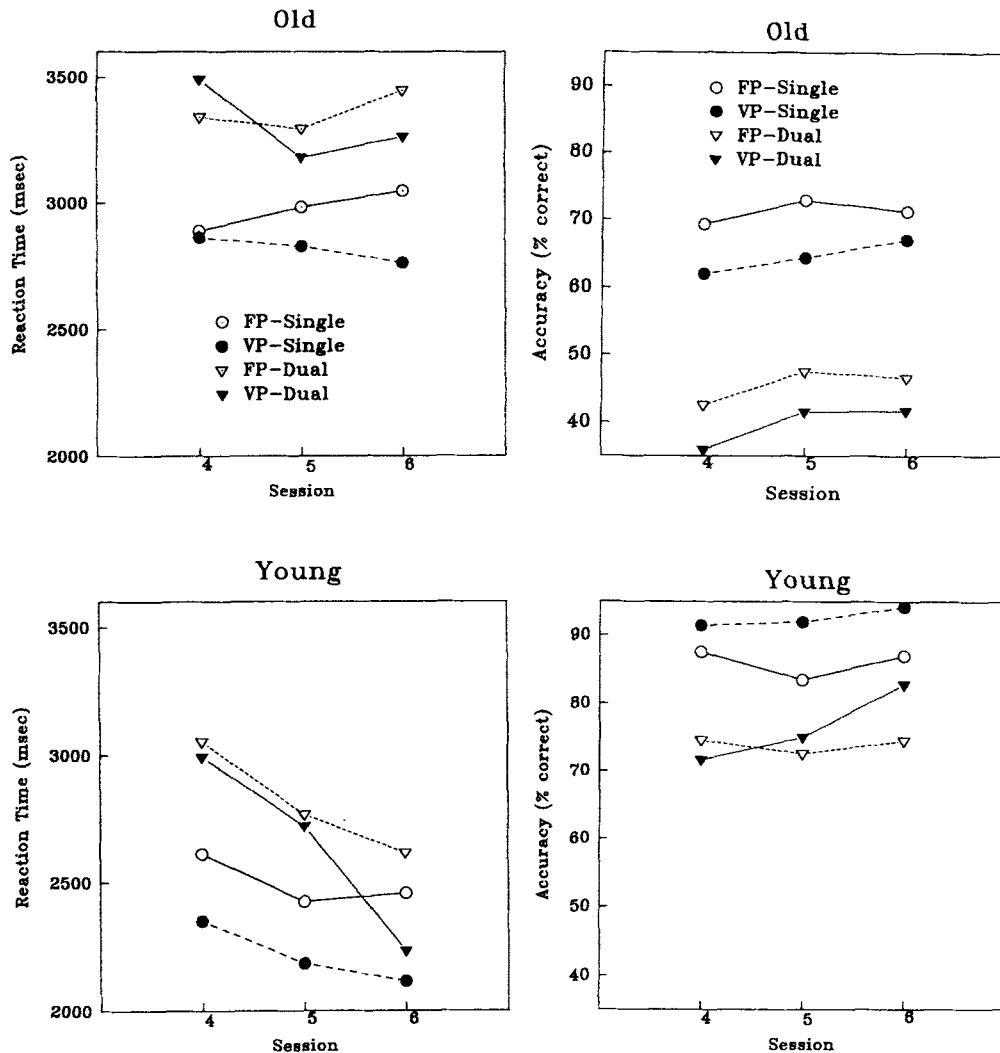 Old
Reaction Time (msec)
3500
3000
2500
2000
FP-Single
VP-Single
FP-Dual
VP-Dual
4 5 6
Session
Old
Accuracy (% correct)
90
80
70
60
50
40
FP-Single
VP-Single
FP-Dual
VP-Dual
4 5 6
Session
Young
Reaction Time (msec)
3500
3000
2500
2000
4 5 6
Session
Young
Accuracy (% correct)
90
80
70
60
50
40
4 5 6
Session